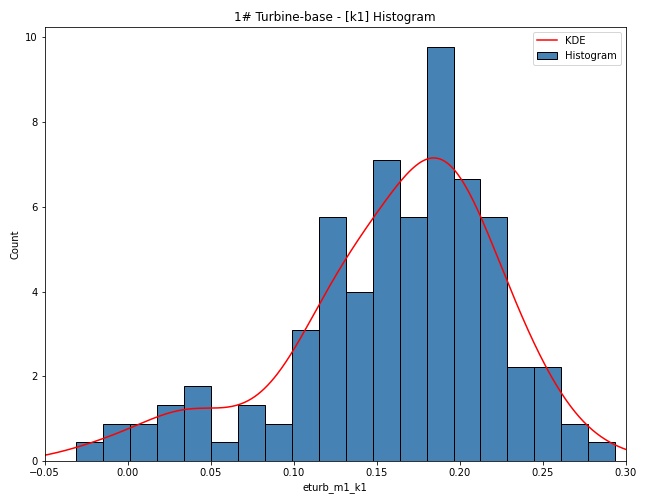 1# Turbine-base - [k1] Histogram
KDE
Histogram
Count
10
8
6
4
2
0
−0.05 0.00 0.05 0.10 0.15 0.20 0.25 0.30
eturb_m1_k1